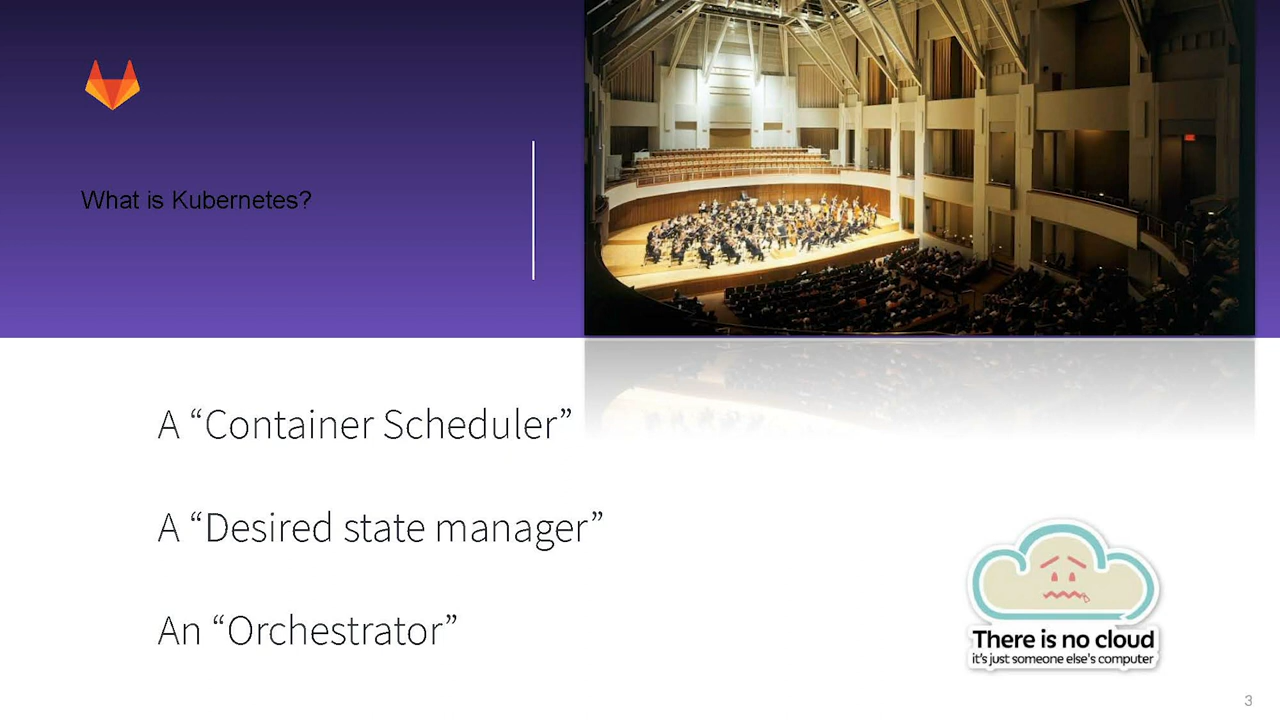 What is Kubernetes?
A “Container Scheduler”
A “Desired state manager”
An “Orchestrator”
There is no cloud
it's just someone else's computer
3